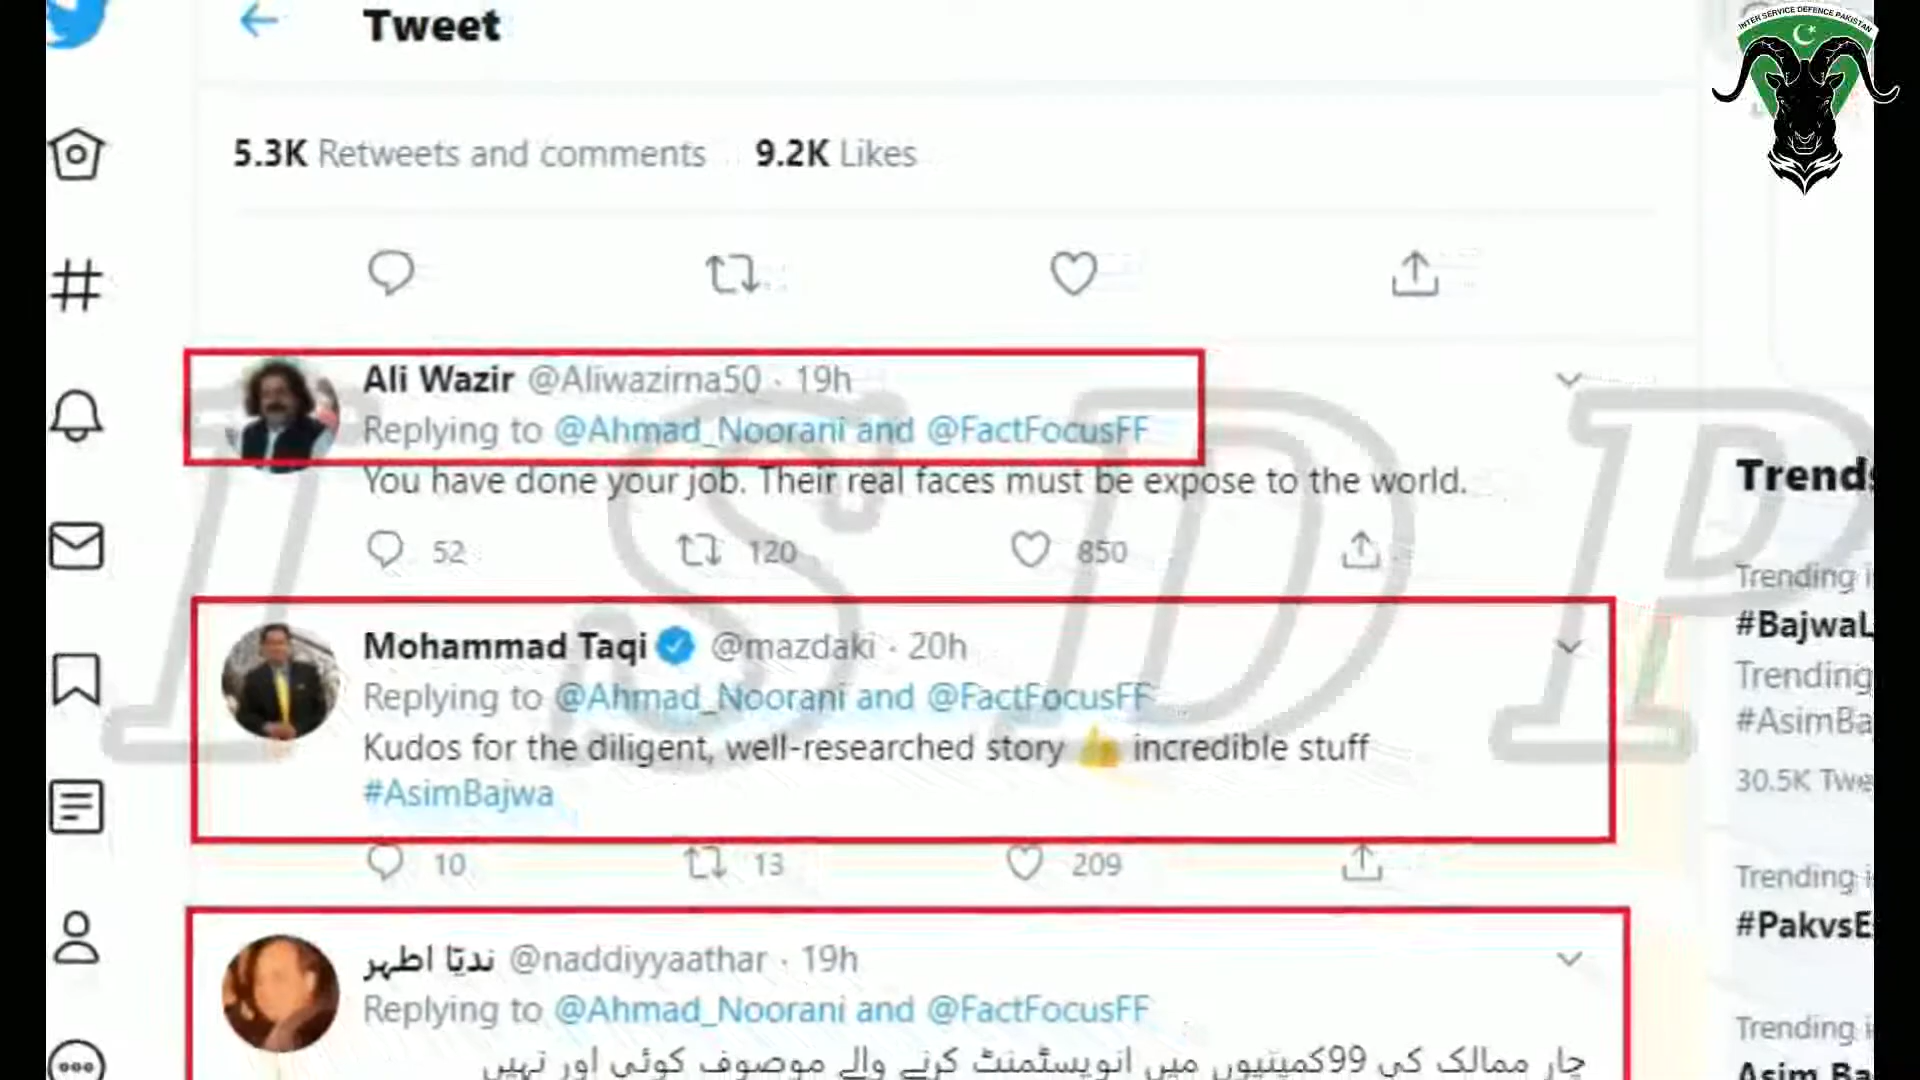 INTER SERVICE DEFENCE PAKISTAN
Tweet
5.3K Retweets and comments 9.2K Likes
Ali Wazir @Aliwazirna50 · 19h
Replying to @Ahmad_Noorani and @FactFocusFF
You have done your job. Their real faces must be expose to the world.
52 120 850
Mohammad Taqi @mazdaki · 20h
Replying to @Ahmad_Noorani and @FactFocusFF
Kudos for the diligent, well-researched story 👍 incredible stuff
#AsimBajwa
10 13 209
ندیّا اطہر @naddiyyaathar · 19h
Replying to @Ahmad_Noorani and @FactFocusFF
چار ممالک کی 99کمپنیوں میں انویسٹمنٹ کرنے والے موصوف کوئی اور نہیں
I S D P
Trends
Trending i
#BajwaL
Trending
#AsimBa
30.5K Twe
Trending i
#PakvsE
Trending i
Asim Ba